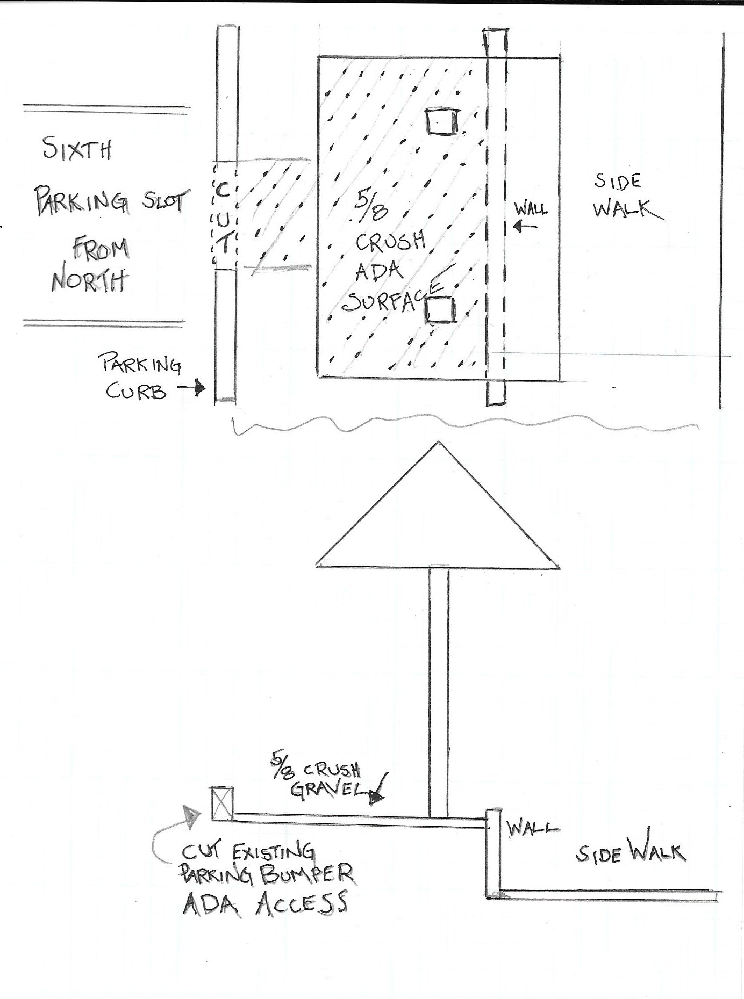 SIXTH
PARKING SLOT
FROM
NORTH
CUT
5/8
CRUSH
ADA
SURFACE
WALL
SIDE
WALK
PARKING
CURB
5/8 CRUSH
GRAVEL
WALL
SIDE WALK
CUT EXISTING
PARKING BUMPER
ADA ACCESS